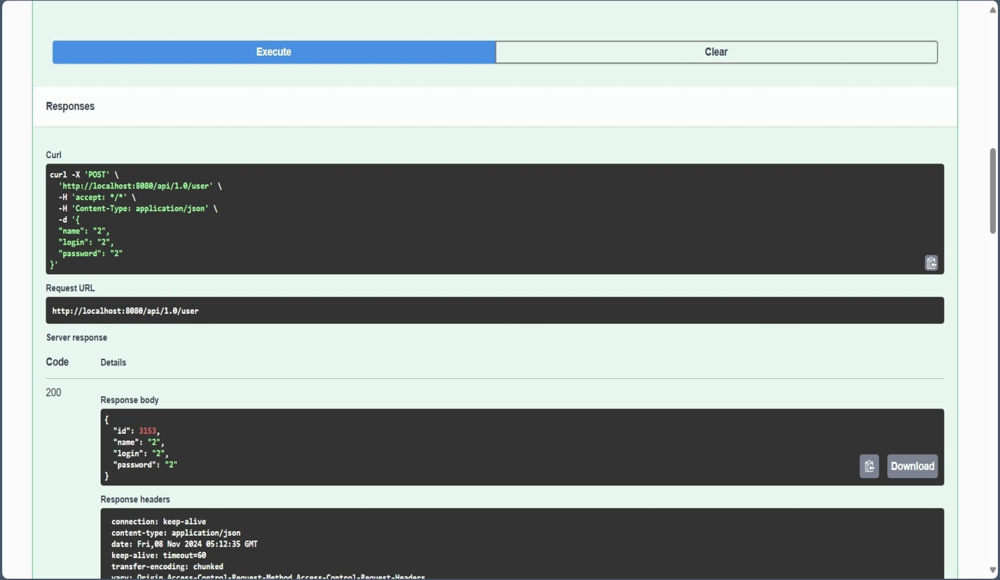 Execute
Clear
Responses
Curl
curl -X 'POST' \
'http://localhost:8080/api/1.0/user' \
-H 'accept: */*' \
-H 'Content-Type: application/json' \
-d '{
"name": "2",
"login": "2",
"password": "2"
}'
Request URL
http://localhost:8080/api/1.0/user
Server response
Code Details
200
Response body
{
"id": 3153,
"name": "2",
"login": "2",
"password": "2"
}
Download
Response headers
connection: keep-alive
content-type: application/json
date: Fri,08 Nov 2024 05:12:35 GMT
keep-alive: timeout=60
transfer-encoding: chunked
vary: Origin,Access-Control-Request-Method,Access-Control-Request-Headers